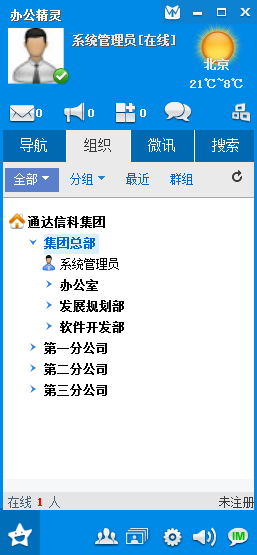 办公精灵
系统管理员[在线]
北京
21℃~8℃
0 0 0
导航 组织 微讯 搜索
全部 分组 最近 群组
通达信科集团
集团总部
系统管理员
办公室
发展规划部
软件开发部
第一分公司
第二分公司
第三分公司
在线 1 人 未注册
IM